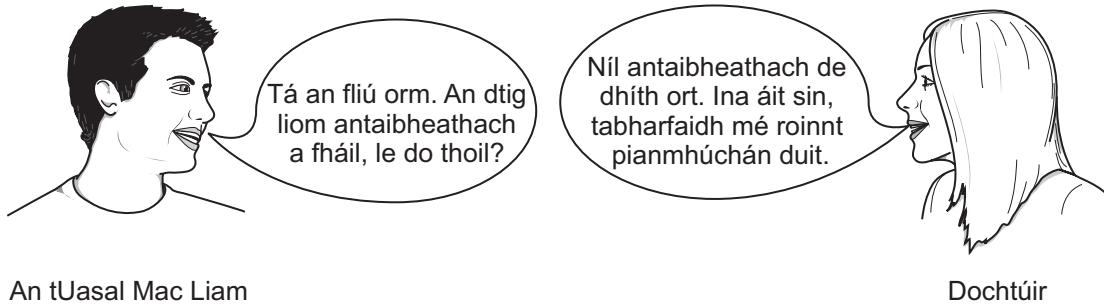 Tá an fliú orm. An dtig
liom antaibheathach
a fháil, le do thoil?
Níl antaibheathach de
dhíth ort. Ina áit sin,
tabharfaidh mé roinnt
pianmhúchán duit.
An tUasal Mac Liam
Dochtúir